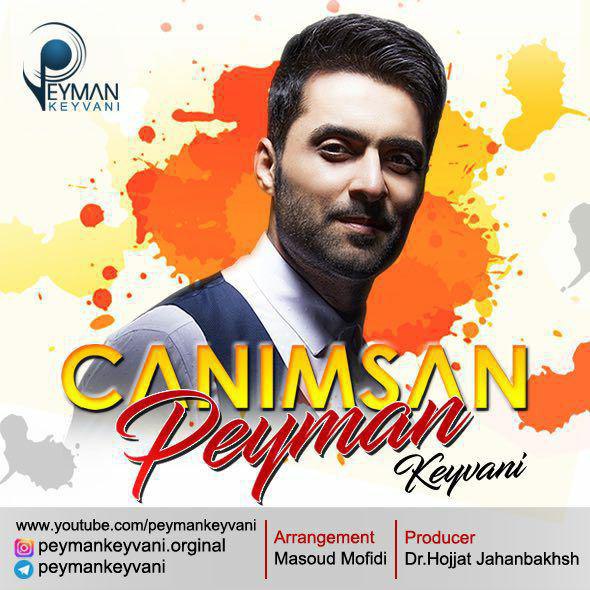 PEYMAN
KEYVANI
CANIMSAN
Peyman
Keyvani
www.youtube.com/peymankeyvani
peymankeyvani.orginal
peymankeyvani
Arrangement
Masoud Mofidi
Producer
Dr.Hojjat Jahanbakhsh